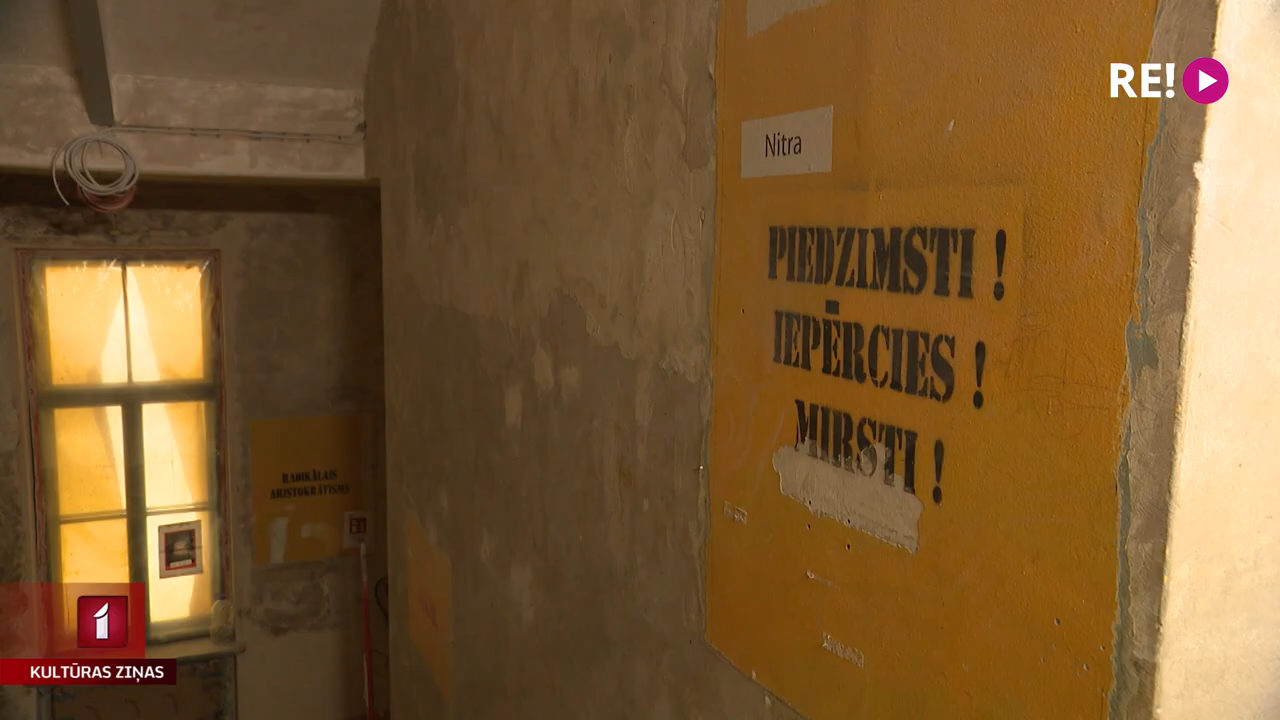 RE!
Nitra
PIEDZIMSTI !
IEPĒRCIES !
MIRSTI !
RADIKĀLAIS
ARISTOKRĀTISMS
1
KULTŪRAS ZIŅAS